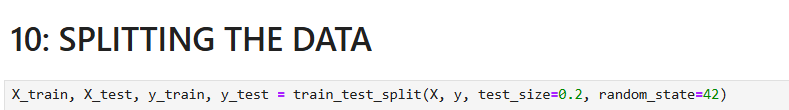 10: SPLITTING THE DATA
X_train, X_test, y_train, y_test = train_test_split(X, y, test_size=0.2, random_state=42)